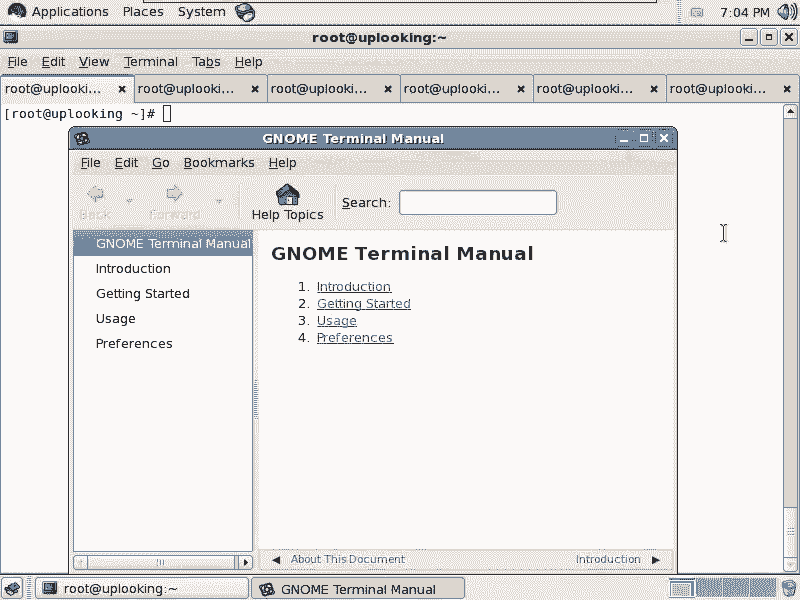 Applications Places System 7:04 PM
root@uplooking:~
File Edit View Terminal Tabs Help
root@uplooki... root@uplooki... root@uplooki... root@uplooki... root@uplooki... root@uplooki...
[root@uplooking ~]#
GNOME Terminal Manual
File Edit Go Bookmarks Help
Back Forward Help Topics Search:
GNOME Terminal Manual
Introduction
Getting Started
Usage
Preferences
GNOME Terminal Manual
1. Introduction
2. Getting Started
3. Usage
4. Preferences
About This Document Introduction
root@uplooking:~ GNOME Terminal Manual